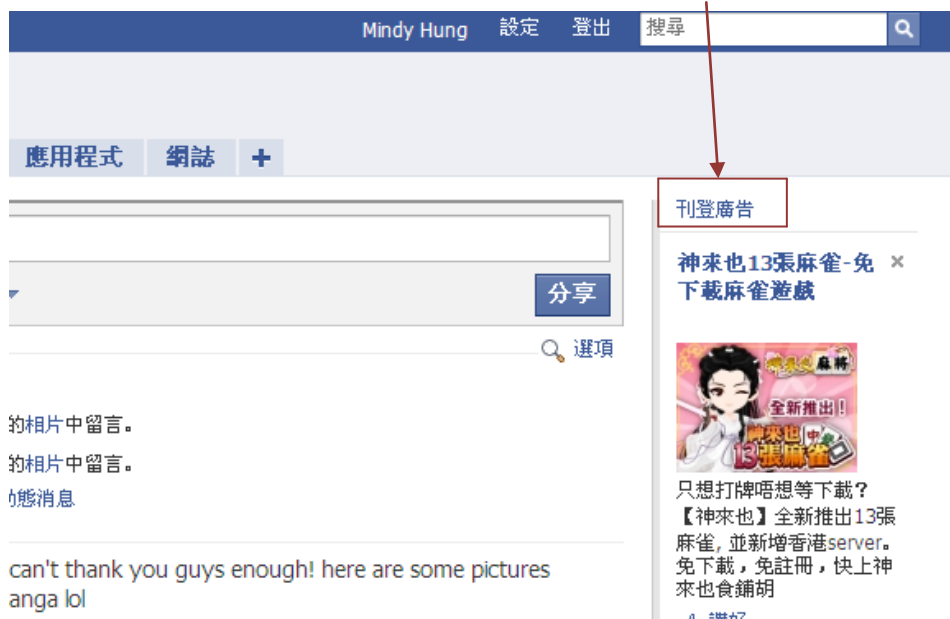 Mindy Hung 設定 登出 搜尋
應用程式 網誌 +
刊登廣告
神來也13張麻雀-免
下載麻雀遊戲
分享
選項
神來也麻將
全新推出!
神來也
13張麻雀
的相片中留言。
的相片中留言。
動態消息
只想打牌唔想等下載?
【神來也】全新推出13張
麻雀, 並新增香港server。
免下載,免註冊,快上神
來也食鋪胡
讚好
can't thank you guys enough! here are some pictures
anga lol